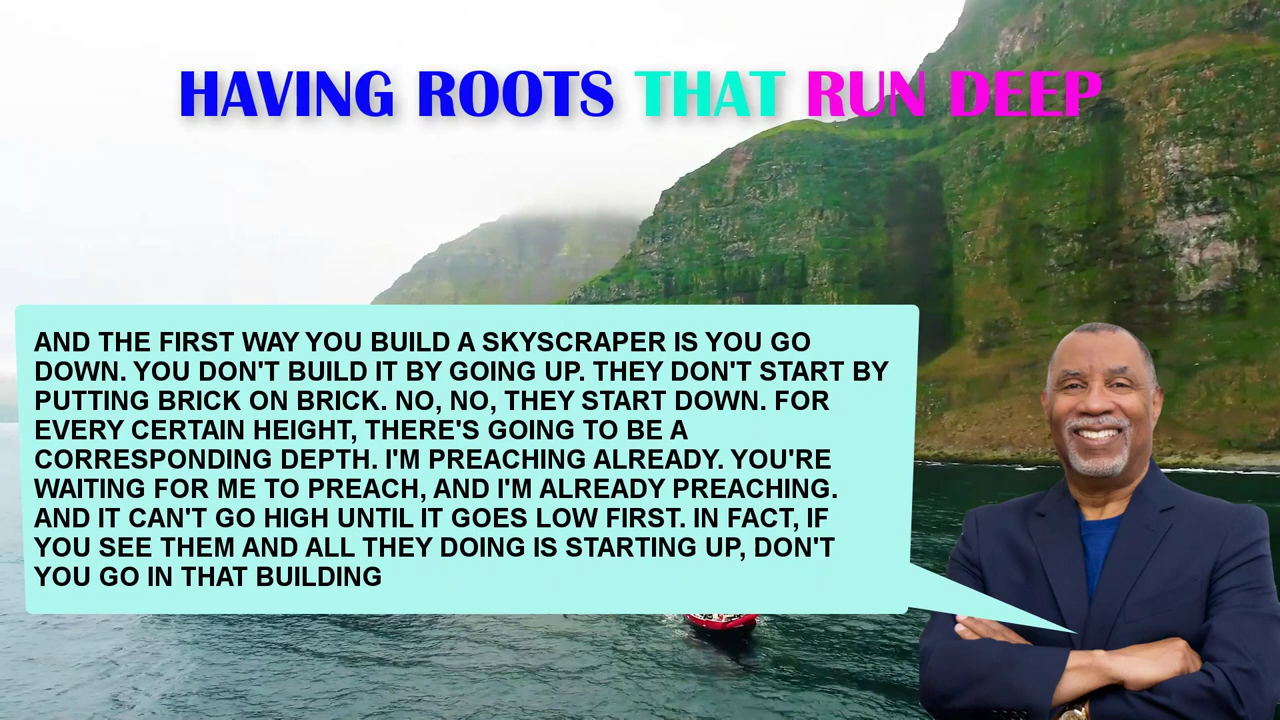 HAVING ROOTS THAT RUN DEEP
AND THE FIRST WAY YOU BUILD A SKYSCRAPER IS YOU GO
DOWN. YOU DON'T BUILD IT BY GOING UP. THEY DON'T START BY
PUTTING BRICK ON BRICK. NO, NO, THEY START DOWN. FOR
EVERY CERTAIN HEIGHT, THERE'S GOING TO BE A
CORRESPONDING DEPTH. I'M PREACHING ALREADY. YOU'RE
WAITING FOR ME TO PREACH, AND I'M ALREADY PREACHING.
AND IT CAN'T GO HIGH UNTIL IT GOES LOW FIRST. IN FACT, IF
YOU SEE THEM AND ALL THEY DOING IS STARTING UP, DON'T
YOU GO IN THAT BUILDING